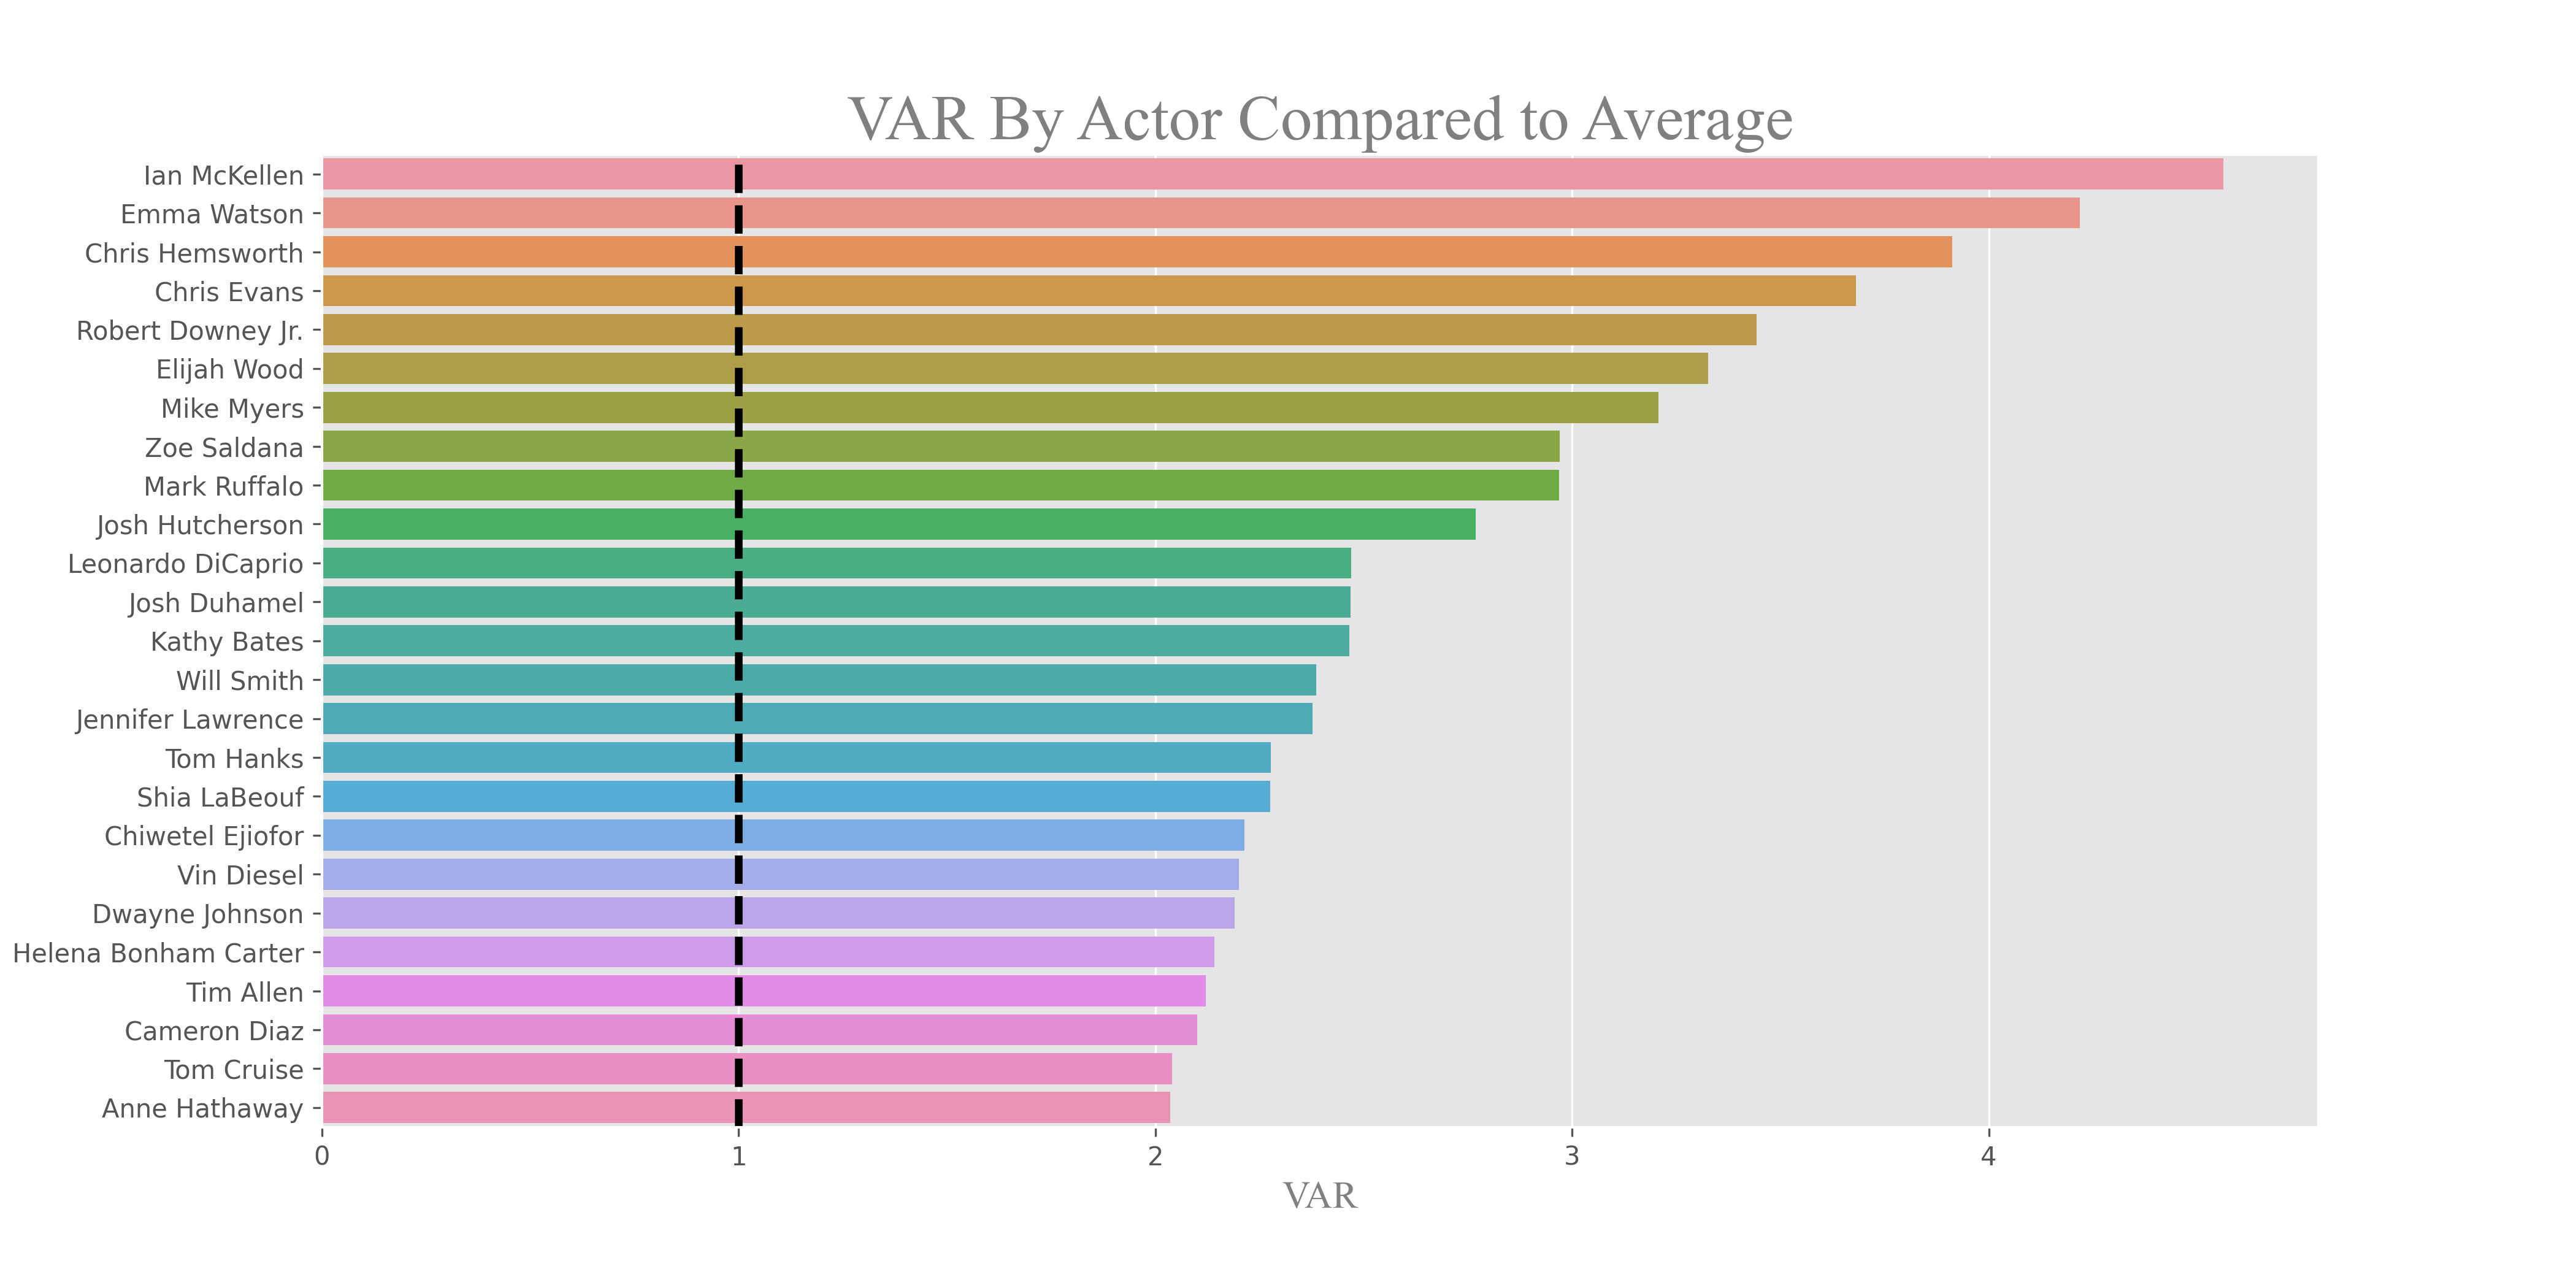 VAR By Actor Compared to Average
Ian McKellen
Emma Watson
Chris Hemsworth
Chris Evans
Robert Downey Jr.
Elijah Wood
Mike Myers
Zoe Saldana
Mark Ruffalo
Josh Hutcherson
Leonardo DiCaprio
Josh Duhamel
Kathy Bates
Will Smith
Jennifer Lawrence
Tom Hanks
Shia LaBeouf
Chiwetel Ejiofor
Vin Diesel
Dwayne Johnson
Helena Bonham Carter
Tim Allen
Cameron Diaz
Tom Cruise
Anne Hathaway
0 1 2 3 4
VAR